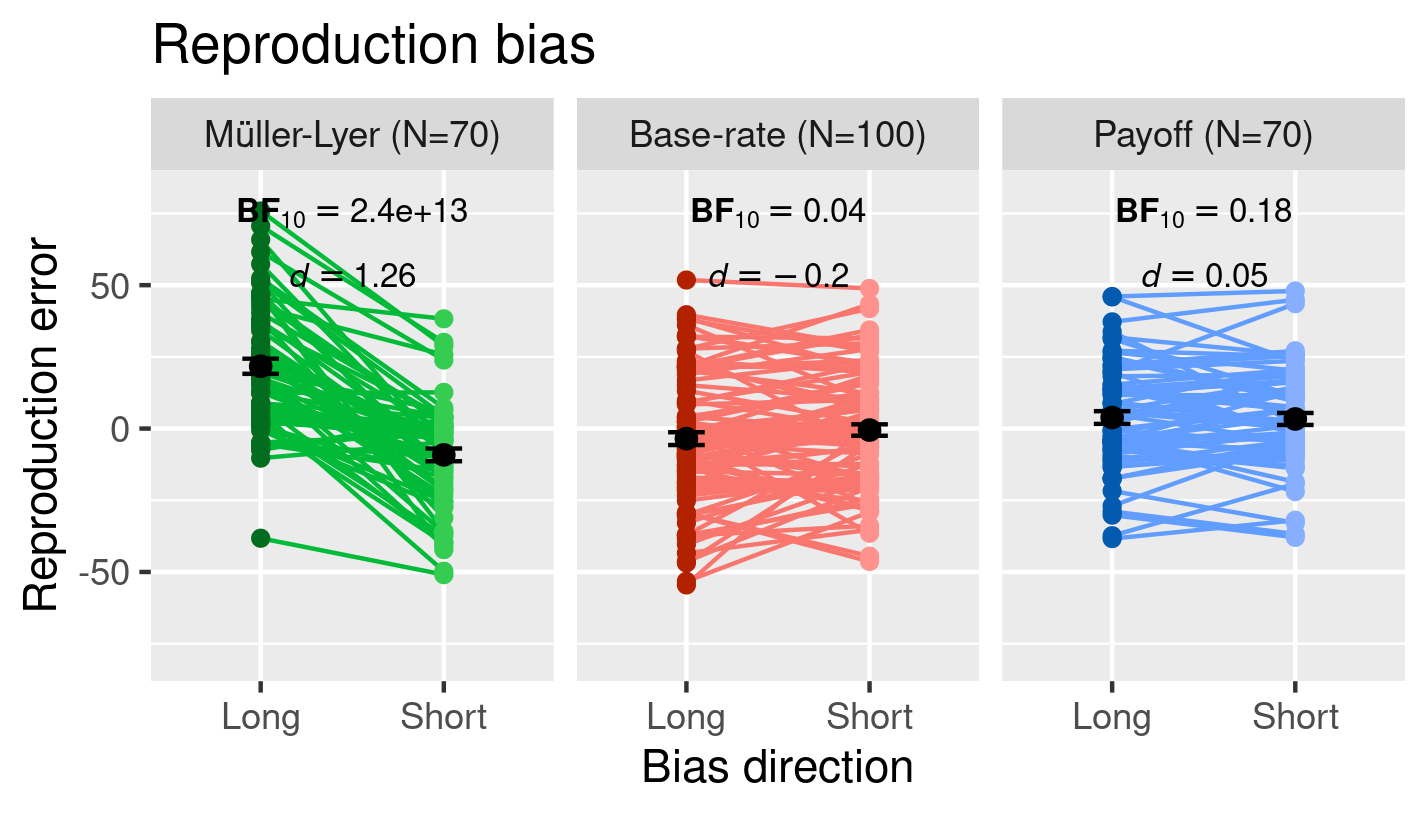 Reproduction bias
Müller-Lyer (N=70)
Base-rate (N=100)
Payoff (N=70)
BF10 = 2.4e+13
d = 1.26
BF10 = 0.04
d = −0.2
BF10 = 0.18
d = 0.05
Reproduction error
50
0
-50
Long
Short
Long
Short
Long
Short
Bias direction